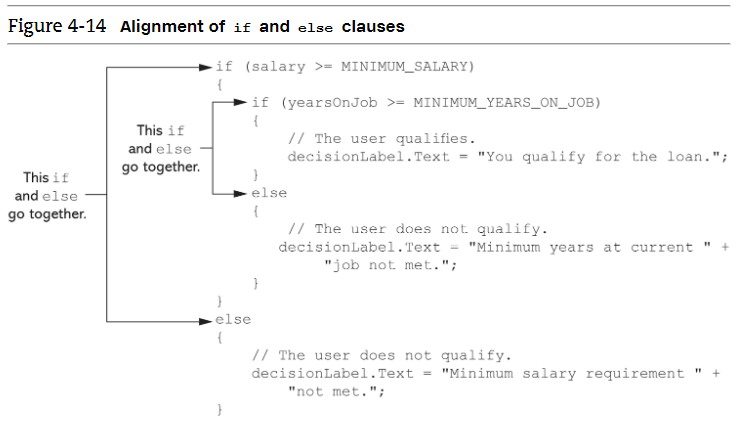 Figure 4-14 Alignment of if and else clauses
if (salary >= MINIMUM_SALARY)
{
if (yearsOnJob >= MINIMUM_YEARS_ON_JOB)
{
// The user qualifies.
decisionLabel.Text = "You qualify for the loan.";
}
else
{
// The user does not qualify.
decisionLabel.Text = "Minimum years at current " +
"job not met.";
}
}
else
{
// The user does not qualify.
decisionLabel.Text = "Minimum salary requirement " +
"not met.";
}
This if
and else
go together.
This if
and else
go together.